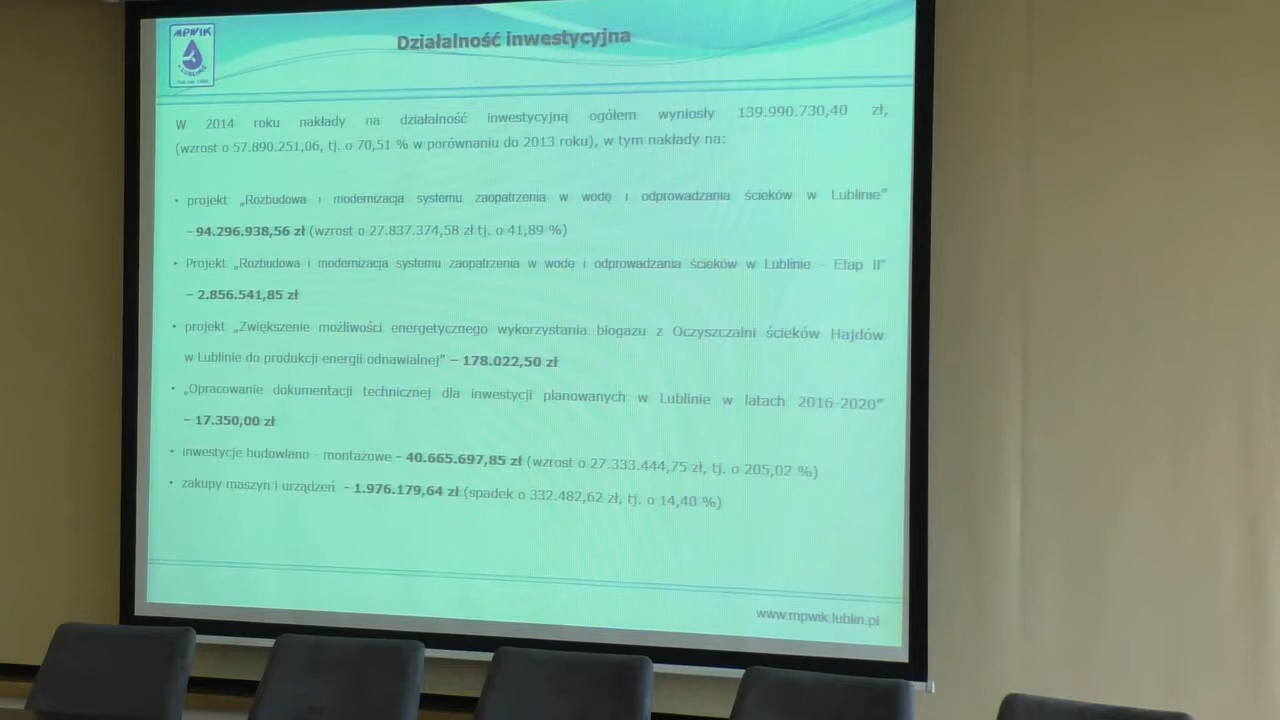 MPWIK
LUBLIN
Działalność inwestycyjna
W 2014 roku nakłady na działalność inwestycyjną ogółem wyniosły 139.990.730,40 zł,
(wzrost o 57.890.251,06, tj. o 70,51 % w porównaniu do 2013 roku), w tym nakłady na:
• projekt „Rozbudowa i modernizacja systemu zaopatrzenia w wodę i odprowadzania ścieków w Lublinie”
– 94.296.938,56 zł (wzrost o 27.837.374,58 zł tj. o 41,89 %)
• Projekt „Rozbudowa i modernizacja systemu zaopatrzenia w wodę i odprowadzania ścieków w Lublinie - Etap II”
– 2.856.541,85 zł
• projekt „Zwiększenie możliwości energetycznego wykorzystania biogazu z Oczyszczalni ścieków Hajdów
w Lublinie do produkcji energii odnawialnej” – 178.022,50 zł
• „Opracowanie dokumentacji technicznej dla inwestycji planowanych w Lublinie w latach 2016-2020”
– 17.350,00 zł
• inwestycje budowlano - montażowe – 40.665.697,85 zł (wzrost o 27.333.444,75 zł, tj. o 205,02 %)
• zakupy maszyn i urządzeń – 1.976.179,64 zł (spadek o 332.482,62 zł, tj. o 14,40 %)
www.mpwik.lublin.pl